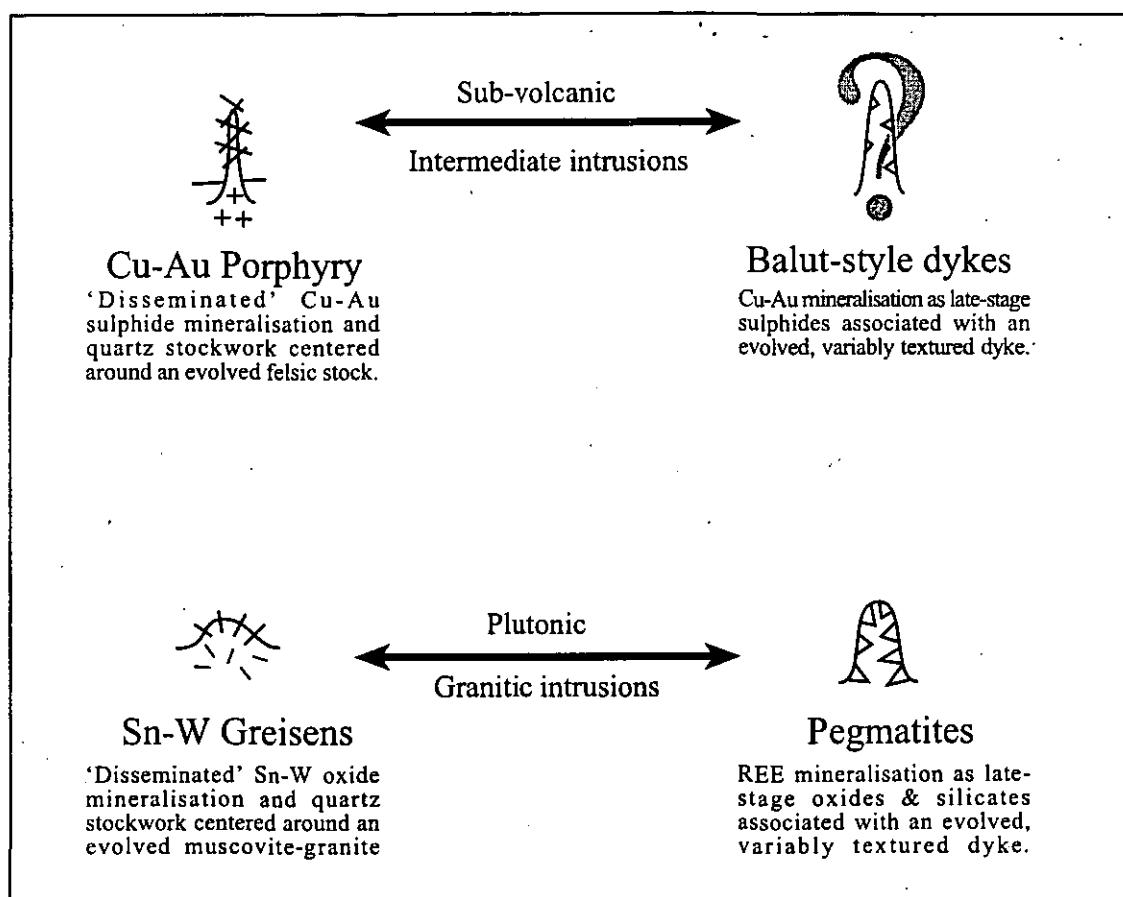 Sub-volcanic
Intermediate intrusions
Cu-Au Porphyry
'Disseminated' Cu-Au
sulphide mineralisation and
quartz stockwork centered
around an evolved felsic stock.
Balut-style dykes
Cu-Au mineralisation as late-stage
sulphides associated with an
evolved, variably textured dyke.
Plutonic
Granitic intrusions
Sn-W Greisens
'Disseminated' Sn-W oxide
mineralisation and quartz
stockwork centered around an
evolved muscovite-granite
Pegmatites
REE mineralisation as late-
stage oxides & silicates
associated with an evolved,
variably textured dyke.